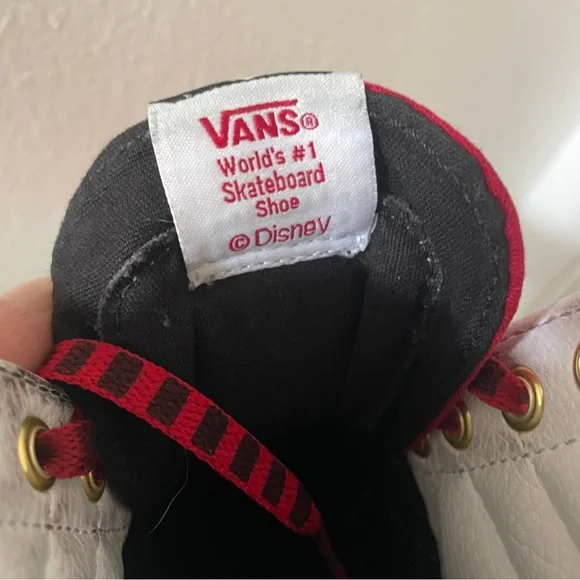 VANS®
World's #1
Skateboard
Shoe
© Disney